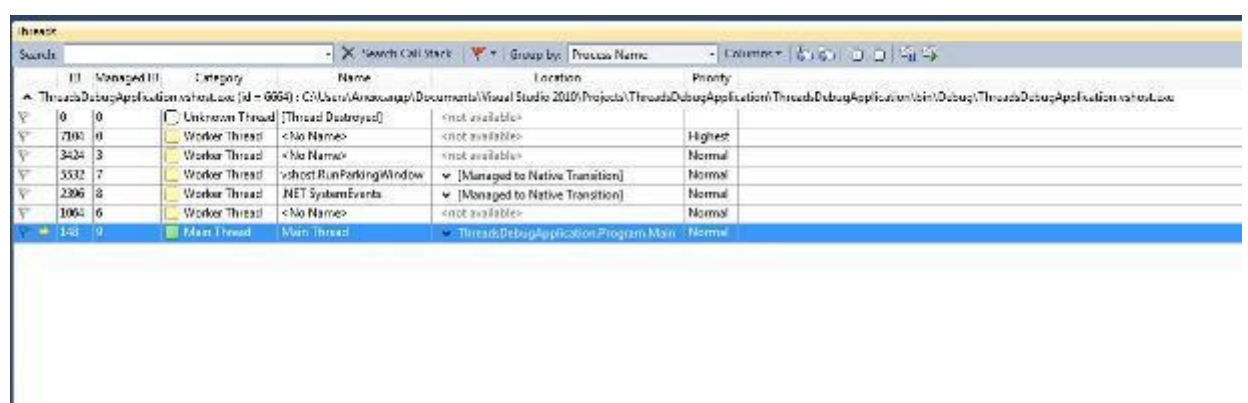 Threads
Search: Search Call Stack Group by: Process Name Columns
ID Managed ID Category Name Location Priority
ThreadsDebugApplication.vshost.exe (id = 6664) : C:\Users\Александр\Documents\Visual Studio 2010\Projects\ThreadsDebugApplication\ThreadsDebugApplication\bin\Debug\ThreadsDebugApplication.vshost.exe
0 0 Unknown Thread [Thread Destroyed] <not available>
7104 0 Worker Thread <No Name> <not available> Highest
3424 3 Worker Thread <No Name> <not available> Normal
5532 7 Worker Thread vshost.RunParkingWindow [Managed to Native Transition] Normal
2396 8 Worker Thread .NET SystemEvents [Managed to Native Transition] Normal
1064 6 Worker Thread <No Name> <not available> Normal
148 9 Main Thread Main Thread ThreadsDebugApplication.Program.Main Normal